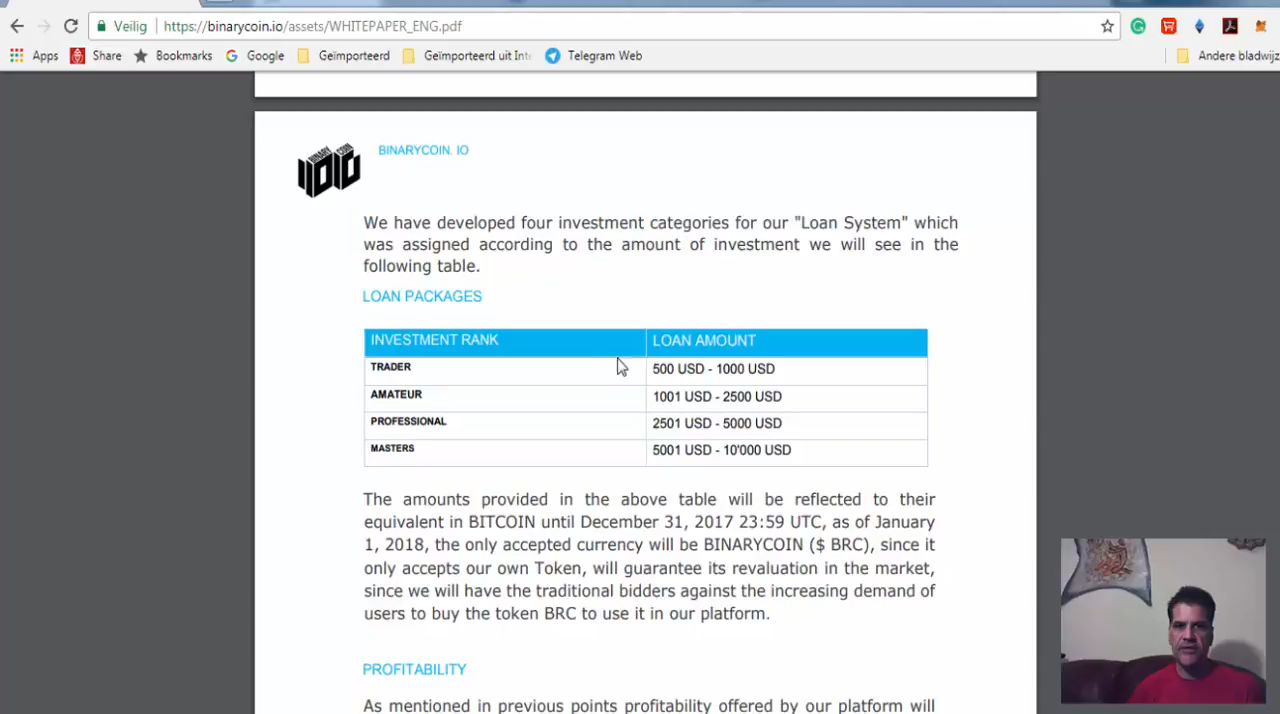 Veilig
https://binarycoin.io/assets/WHITEPAPER_ENG.pdf
Apps Share Bookmarks Google Geïmporteerd Geïmporteerd uit Int Telegram Web Andere bladwijz
BINARY COIN
BINARYCOIN. IO
We have developed four investment categories for our "Loan System" which
was assigned according to the amount of investment we will see in the
following table.
LOAN PACKAGES
INVESTMENT RANK LOAN AMOUNT
TRADER 500 USD - 1000 USD
AMATEUR 1001 USD - 2500 USD
PROFESSIONAL 2501 USD - 5000 USD
MASTERS 5001 USD - 10'000 USD
The amounts provided in the above table will be reflected to their
equivalent in BITCOIN until December 31, 2017 23:59 UTC, as of January
1, 2018, the only accepted currency will be BINARYCOIN ($ BRC), since it
only accepts our own Token, will guarantee its revaluation in the market,
since we will have the traditional bidders against the increasing demand of
users to buy the token BRC to use it in our platform.
PROFITABILITY
As mentioned in previous points profitability offered by our platform will